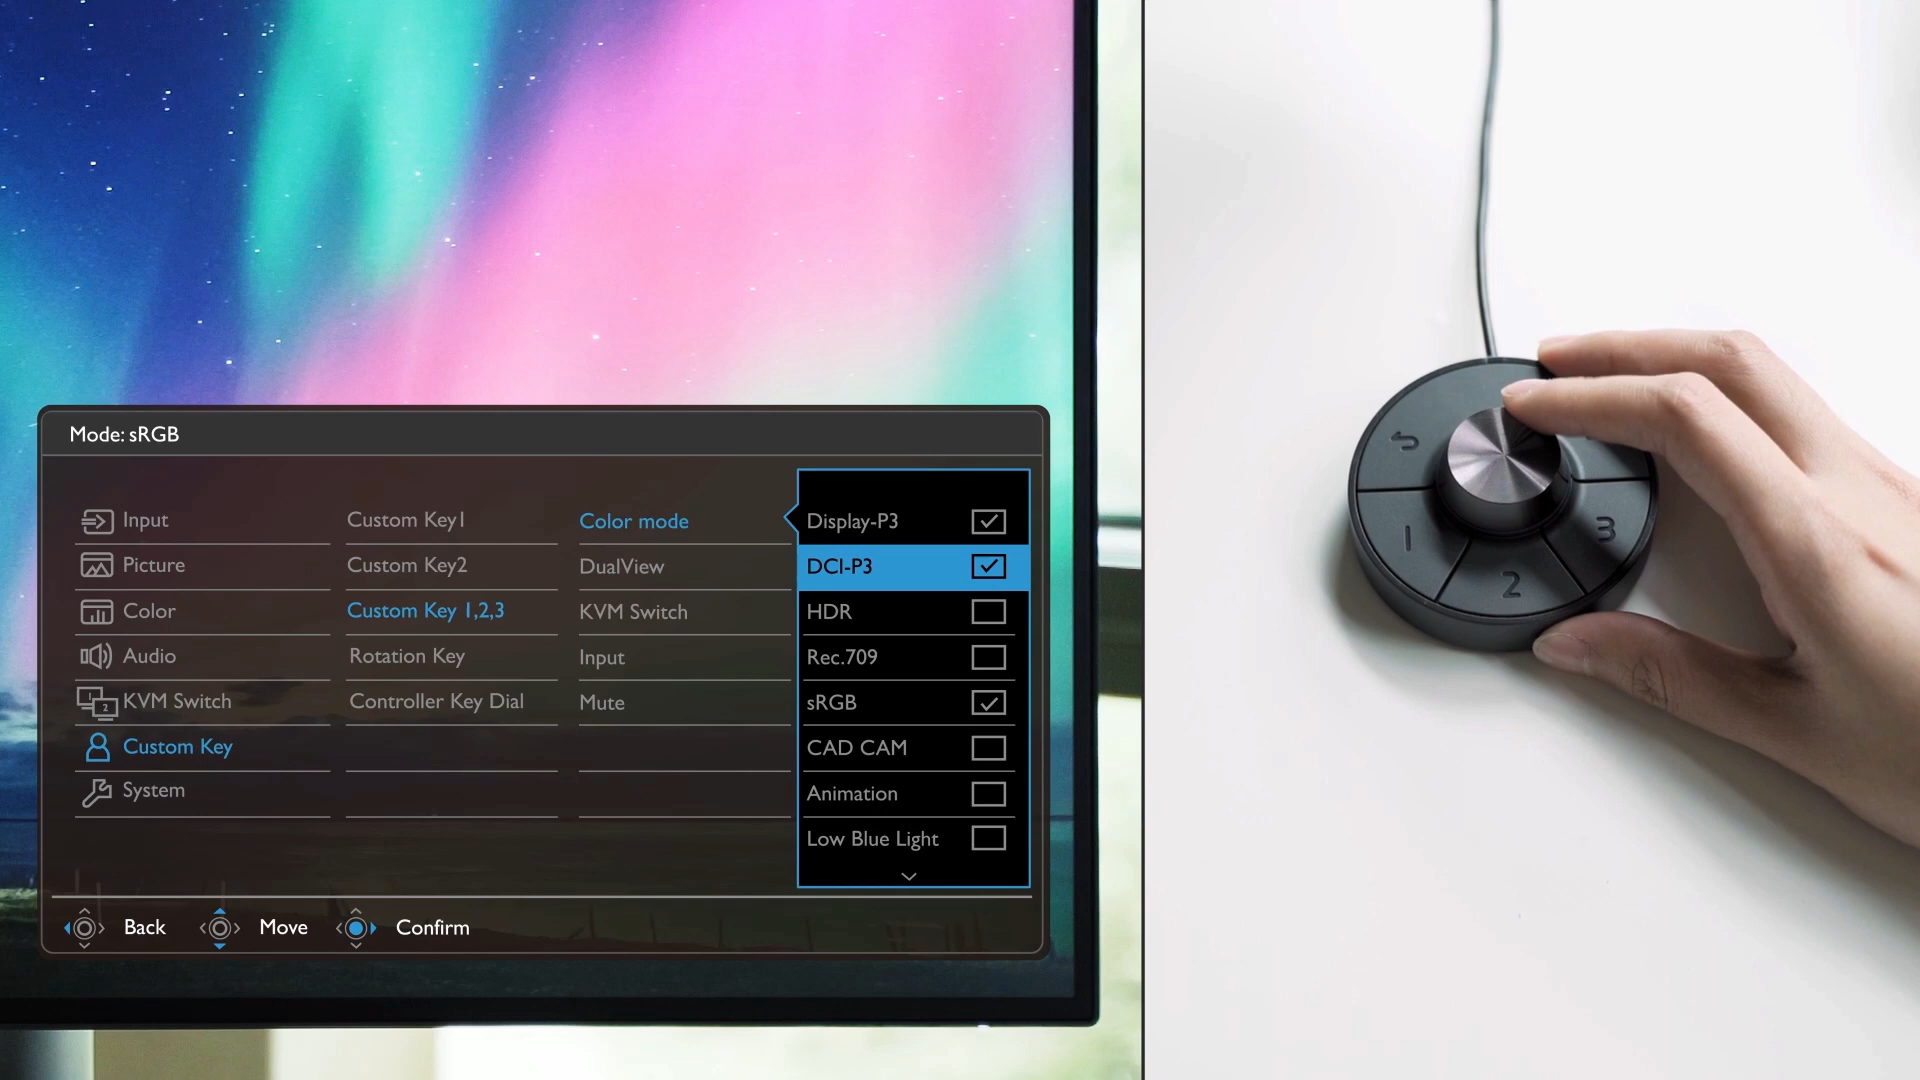 Mode: sRGB
Input
Picture
Color
Audio
1
2
KVM Switch
Custom Key
System
Custom Key1
Custom Key2
Custom Key 1,2,3
Rotation Key
Controller Key Dial
Color mode
DualView
KVM Switch
Input
Mute
Display-P3
DCI-P3
HDR
Rec.709
sRGB
CAD CAM
Animation
Low Blue Light
Back
Move
Confirm
1
2
3